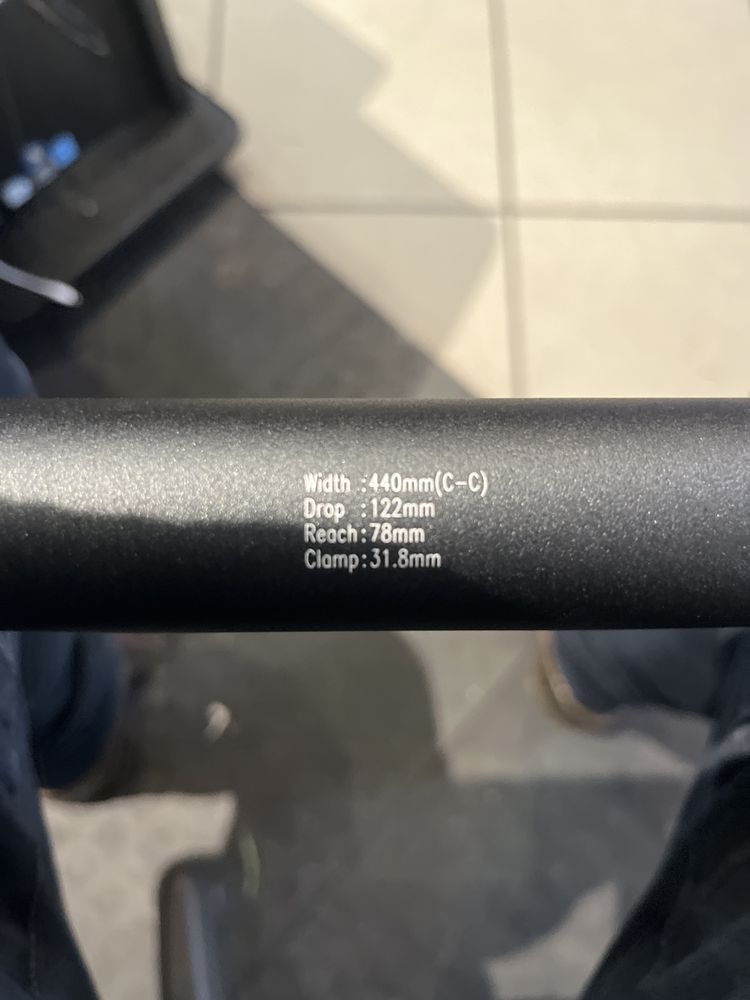 Width :440mm(C-C)
Drop :122mm
Reach:78mm
Clamp:31.8mm